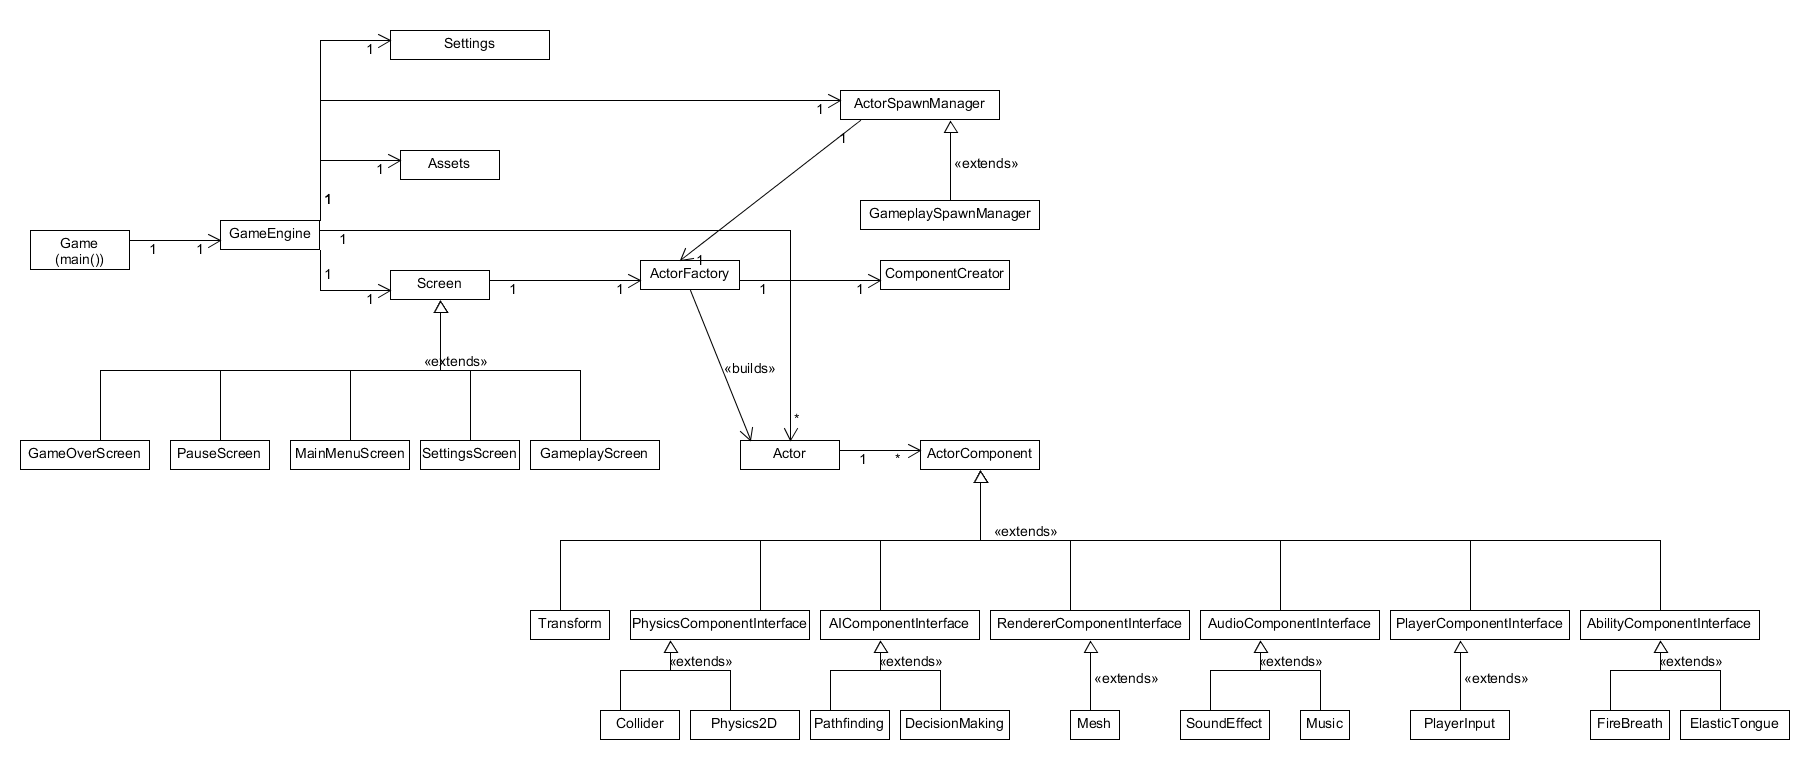 Settings
1
ActorSpawnManager
1
1
Assets
1
«extends»
1
GameplaySpawnManager
GameEngine
Game
(main())
1
1
1
1
ActorFactory
ComponentCreator
1
Screen
1
1
1
1
1
«extends»
«builds»
*
GameOverScreen
PauseScreen
MainMenuScreen
SettingsScreen
GameplayScreen
Actor
1
*
ActorComponent
«extends»
Transform
PhysicsComponentInterface
AIComponentInterface
RendererComponentInterface
AudioComponentInterface
PlayerComponentInterface
AbilityComponentInterface
«extends»
«extends»
«extends»
«extends»
«extends»
«extends»
Collider
Physics2D
Pathfinding
DecisionMaking
Mesh
SoundEffect
Music
PlayerInput
FireBreath
ElasticTongue